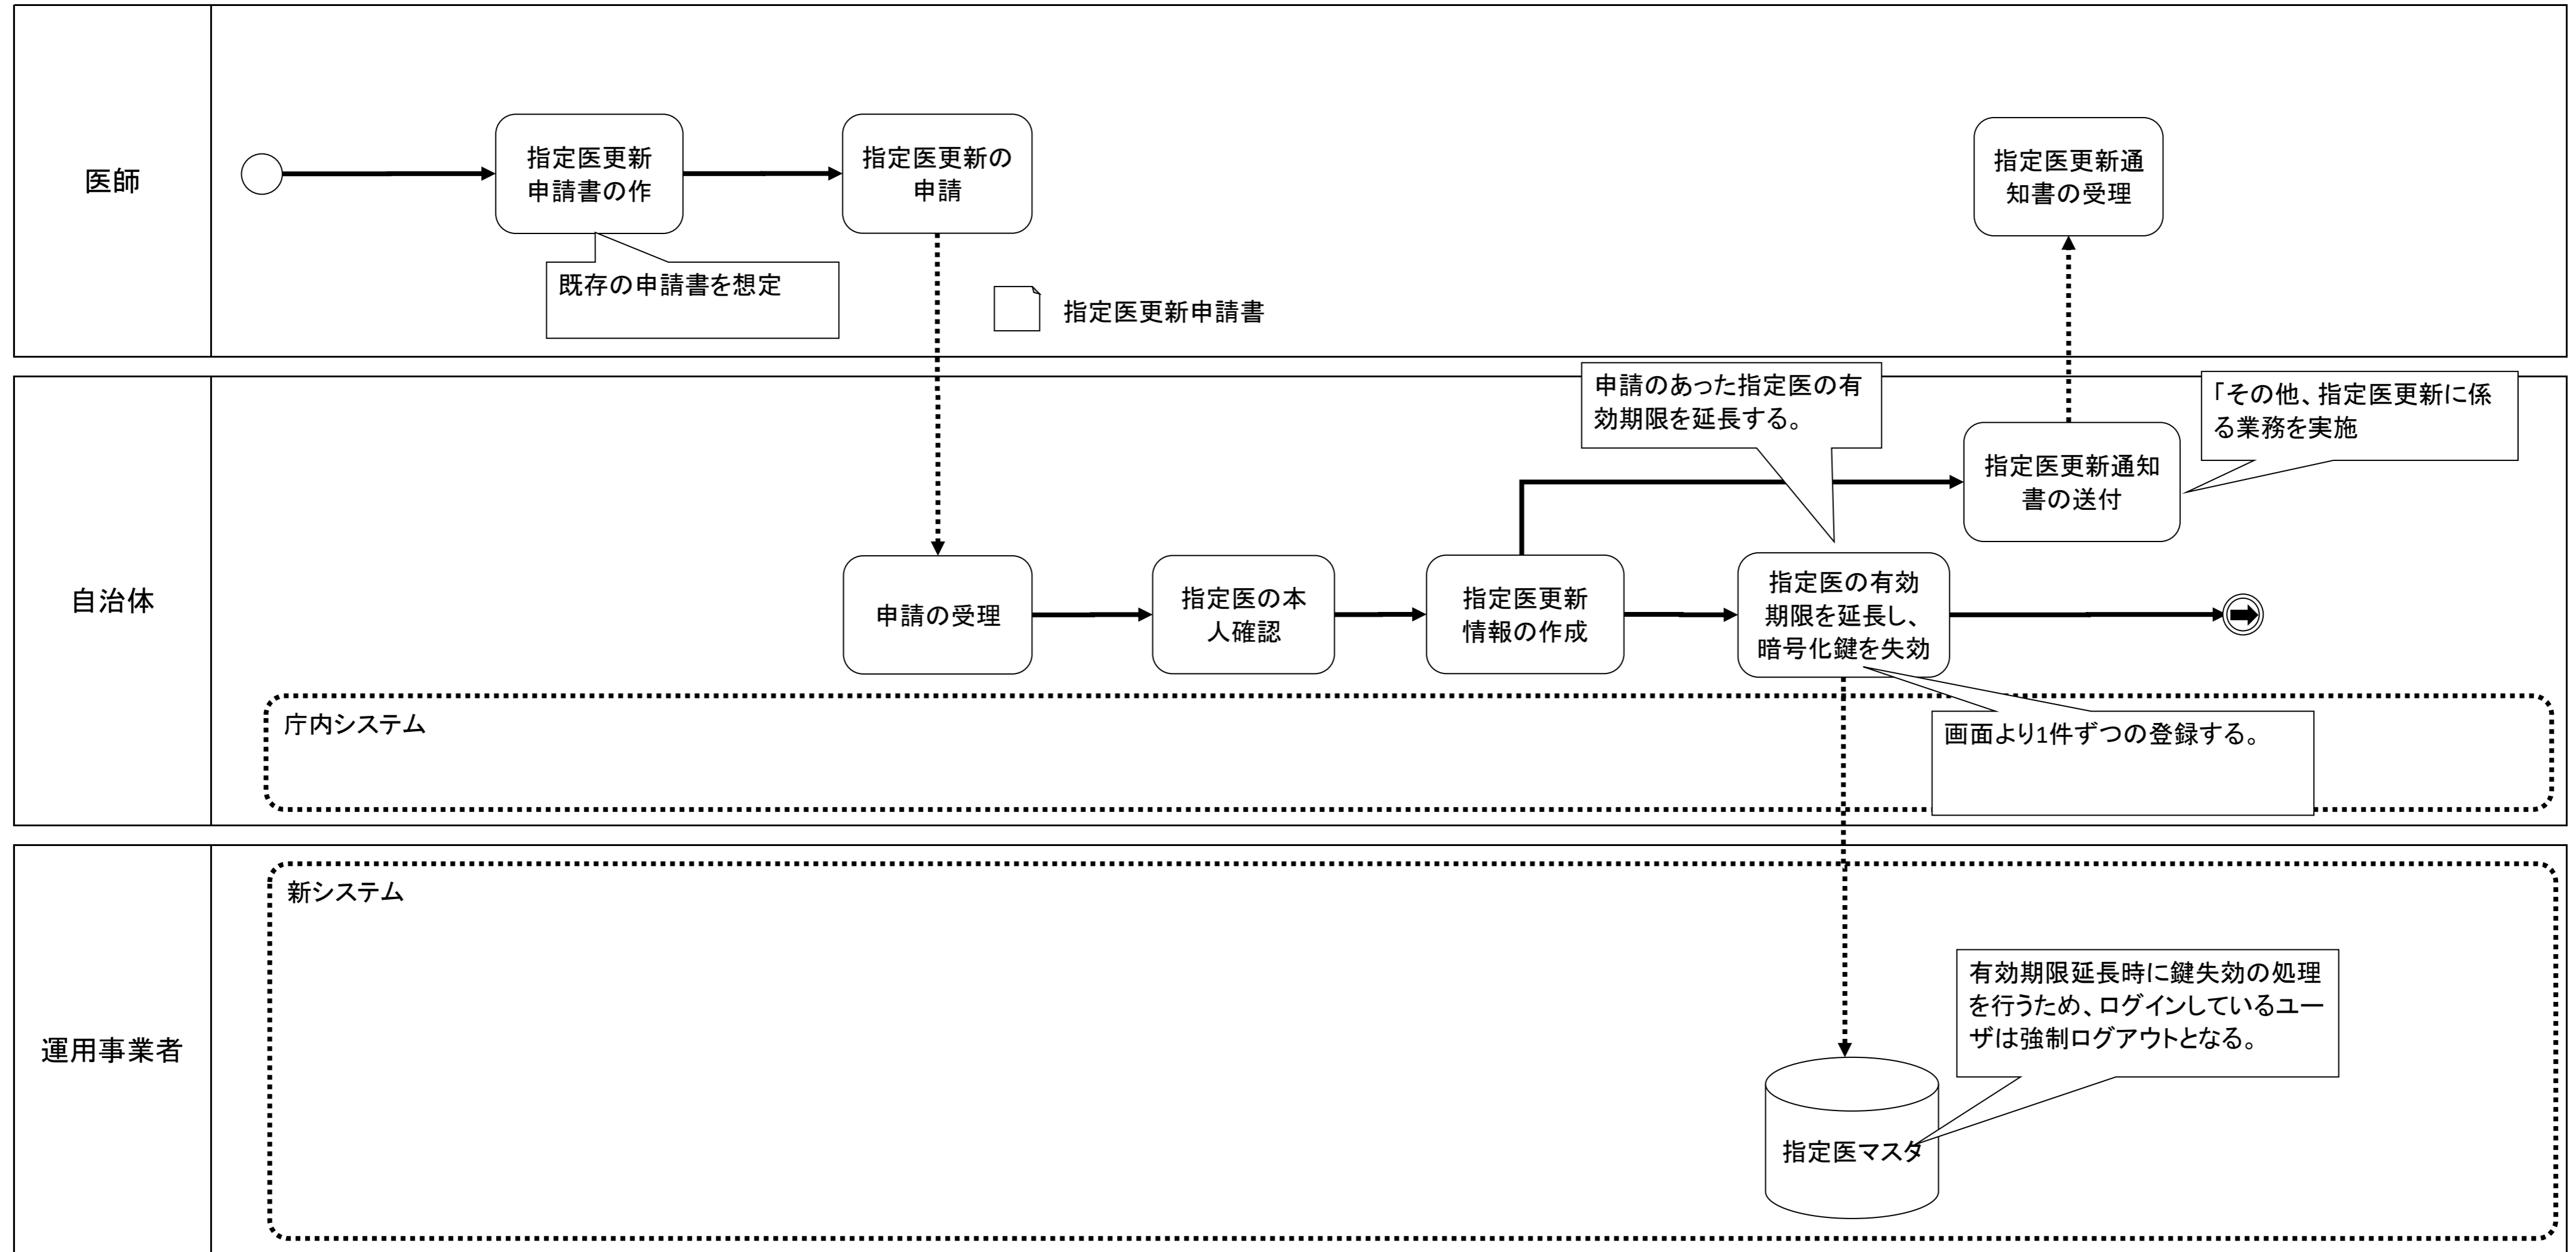 医師
指定医更新
申請書の作
指定医更新の
申請
指定医更新通
知書の受理
既存の申請書を想定
指定医更新申請書
自治体
申請のあった指定医の有
効期限を延長する。
「その他、指定医更新に係
る業務を実施
指定医更新通知
書の送付
申請の受理
指定医の本
人確認
指定医更新
情報の作成
指定医の有効
期限を延長し、
暗号化鍵を失効
庁内システム
画面より1件ずつの登録する。
運用事業者
新システム
有効期限延長時に鍵失効の処理
を行うため、ログインしているユー
ザは強制ログアウトとなる。
指定医マスタ